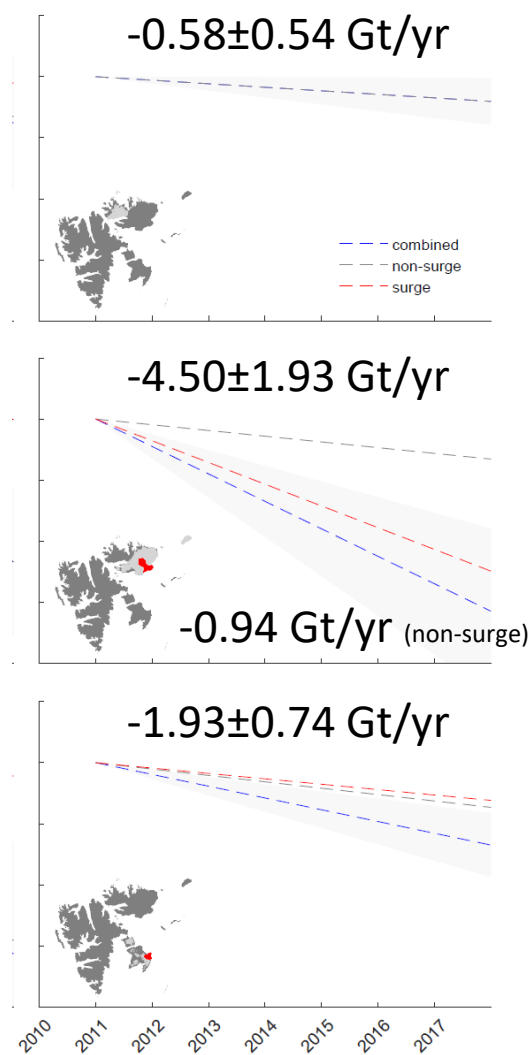 -0.58±0.54 Gt/yr
combined
non-surge
surge
-4.50±1.93 Gt/yr
-0.94 Gt/yr (non-surge)
-1.93±0.74 Gt/yr
2010 2011 2012 2013 2014 2015 2016 2017